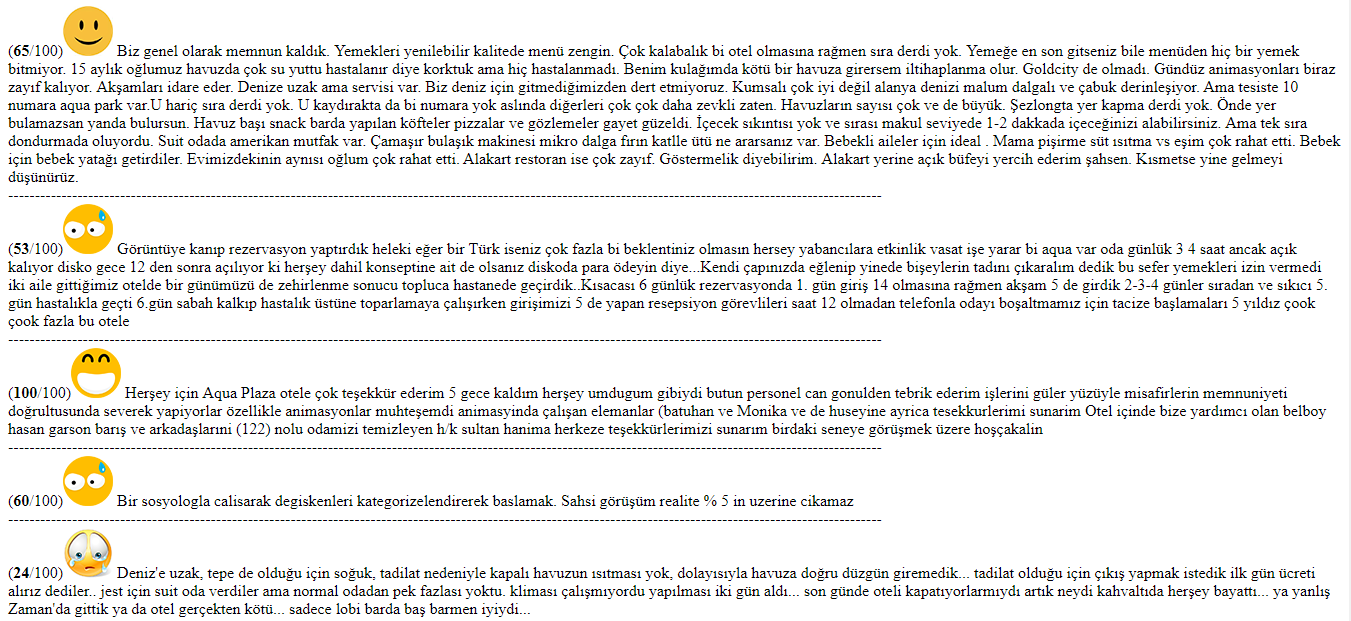 (65/100) Biz genel olarak memnun kaldık. Yemekleri yenilebilir kalitede menü zengin. Çok kalabalık bi otel olmasına rağmen sıra derdi yok. Yemeğe en son gitseniz bile menüden hiç bir yemek
bitmiyor. 15 aylık oğlumuz havuzda çok su yuttu hastalanır diye korktuk ama hiç hastalanmadı. Benim kulağımda kötü bir havuza girersem iltihaplanma olur. Goldcity de olmadı. Gündüz animasyonları biraz
zayıf kalıyor. Akşamları idare eder. Denize uzak ama servisi var. Biz deniz için gitmediğimizden dert etmiyoruz. Kumsalı çok iyi değil alanya denizi malum dalgalı ve çabuk derinleşiyor. Ama tesiste 10
numara aqua park var.U hariç sıra derdi yok. U kaydırakta da bi numara yok aslında diğerleri çok çok daha zevkli zaten. Havuzların sayısı çok ve de büyük. Şezlongta yer kapma derdi yok. Önde yer
bulamazsan yanda bulursun. Havuz başı snack barda yapılan köfteler pizzalar ve gözlemeler gayet güzeldi. İçecek sıkıntısı yok ve sırası makul seviyede 1-2 dakkada içeceğinizi alabilirsiniz. Ama tek sıra
dondurmada oluyordu. Suit odada amerikan mutfak var. Çamaşır bulaşik makinesi mikro dalga fırın katlle ütü ne ararsanız var. Bebekli aileler için ideal . Mama pişirme süt ısıtma vs eşim çok rahat etti. Bebek
için bebek yatağı getirdiler. Evimizdekinin aynısı oğlum çok rahat etti. Alakart restoran ise çok zayıf. Göstermelik diyebilirim. Alakart yerine açık büfeyi yercih ederim şahsen. Kısmetse yine gelmeyi
düşünürüz.
(53/100) Görüntüye kanıp rezervasyon yaptırdık heleki eğer bir Türk iseniz çok fazla bi beklentiniz olmasın hersey yabancılara etkinlik vasat işe yarar bi aqua var oda günlük 3 4 saat ancak açık
kalıyor disko gece 12 den sonra açılıyor ki herşey dahil konseptine ait de olsanız diskoda para ödeyin diye...Kendi çapınızda eğlenip yinede bişeylerin tadını çıkaralım dedik bu sefer yemekleri izin vermedi
iki aile gittiğimiz otelde bir günümüzü de zehirlenme sonucu topluca hastanede geçirdik..Kısacası 6 günlük rezervasyonda 1. gün giriş 14 olmasına rağmen akşam 5 de girdik 2-3-4 günler sıradan ve sıkıcı 5.
gün hastalıkla geçti 6.gün sabah kalkıp hastalık üstüne toparlamaya çalışırken girişimizi 5 de yapan resepsiyon görevlileri saat 12 olmadan telefonla odayı boşaltmamız için tacize başlamaları 5 yıldız çook
çook fazla bu otele
(100/100) Herşey için Aqua Plaza otele çok teşekkür ederim 5 gece kaldım herşey umdugum gibiydi butun personel can gonulden tebrik ederim işlerini güler yüzüyle misafirlerin memnuniyeti
doğrultusunda severek yapiyorlar özellikle animasyonlar muhteşemdi animasyinda çalışan elemanlar (batuhan ve Monika ve de huseyine ayrica tesekkurlerimi sunarim Otel içinde bize yardımcı olan belboy
hasan garson barış ve arkadaşlarıni (122) nolu odamizi temizleyen h/k sultan hanima herkeze teşekkürlerimizi sunarım birdaki seneye görüşmek üzere hoşçakalin
(60/100) Bir sosyologla calisarak degiskenleri kategorizelendirerek baslamak. Sahsi görüşüm realite % 5 in uzerine cikamaz
(24/100) Deniz'e uzak, tepe de olduğu için soğuk, tadilat nedeniyle kapalı havuzun ısıtması yok, dolayısıyla havuza doğru düzgün giremedik... tadilat olduğu için çıkış yapmak istedik ilk gün ücreti
alırız dediler.. jest için suit oda verdiler ama normal odadan pek fazlası yoktu. kliması çalışmıyordu yapılması iki gün aldı... son günde oteli kapatıyorlarmıydı artık neydi kahvaltıda herşey bayattı... ya yanlış
Zaman'da gittik ya da otel gerçekten kötü... sadece lobi barda baş barmen iyiydi...